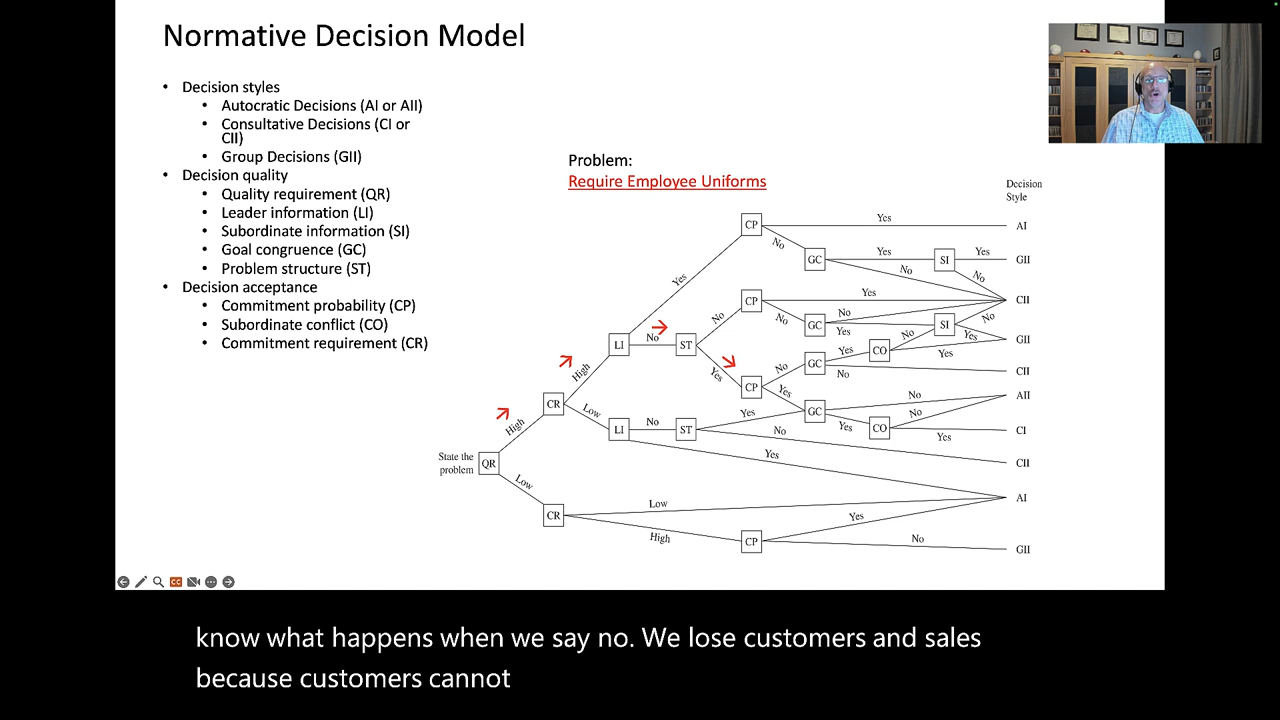 Normative Decision Model
• Decision styles
• Autocratic Decisions (AI or AII)
• Consultative Decisions (CI or
CII)
• Group Decisions (GII)
• Decision quality
• Quality requirement (QR)
• Leader information (LI)
• Subordinate information (SI)
• Goal congruence (GC)
• Problem structure (ST)
• Decision acceptance
• Commitment probability (CP)
• Subordinate conflict (CO)
• Commitment requirement (CR)
Problem:
Require Employee Uniforms
Decision
Style
CP Yes AI
No
GC Yes SI Yes GII
No No
Yes
CP Yes CII
No No GC No SI No
Yes Yes GII
LI No ST
High Yes CP No GC Yes CO No
Yes
No CII
Yes
CR GC No AII
Low Yes CO No
Yes CI
LI No ST Yes
No CII
Yes
High
State the
problem
QR
Low
CR Low AI
High CP Yes
No GII
CC
know what happens when we say no. We lose customers and sales
because customers cannot